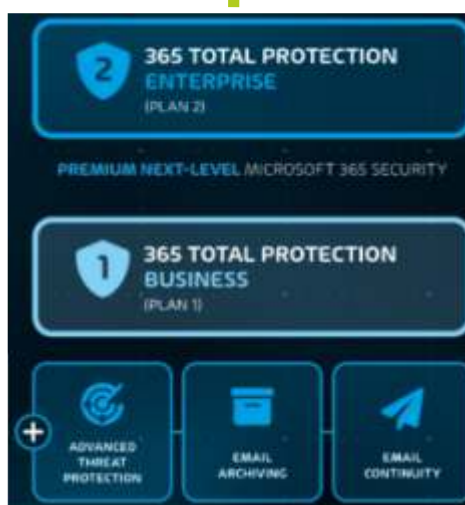 2
365 TOTAL PROTECTION
ENTERPRISE
(PLAN 2)
PREMIUM NEXT-LEVEL MICROSOFT 365 SECURITY
1
365 TOTAL PROTECTION
BUSINESS
(PLAN 1)
+
ADVANCED
THREAT
PROTECTION
EMAIL
ARCHIVING
EMAIL
CONTINUITY